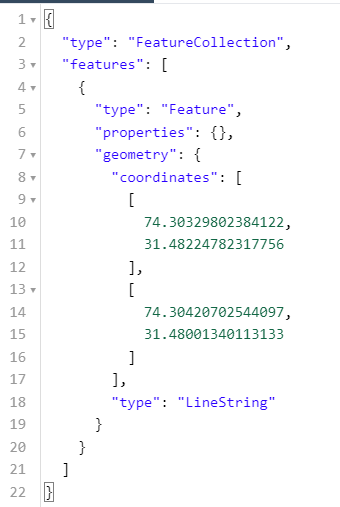 1 {
2   "type": "FeatureCollection",
3   "features": [
4     {
5       "type": "Feature",
6       "properties": {},
7       "geometry": {
8         "coordinates": [
9           [
10             74.30329802384122,
11             31.48224782317756
12           ],
13           [
14             74.30420702544097,
15             31.48001340113133
16           ]
17         ],
18         "type": "LineString"
19       }
20     }
21   ]
22 }